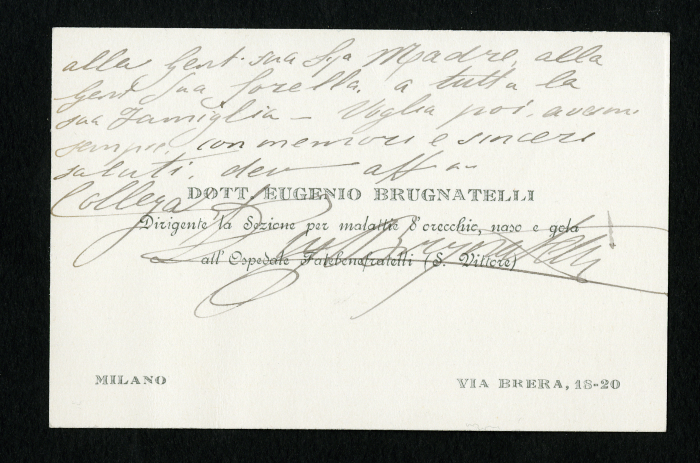 alla Gent. sua Sig.ra Madre, alla
Gent Sua Sorella, a tutta la
sua Famiglia - Voglia poi, avermi
sempre, con memori e sinceri
saluti, dev aff
Collega
DOTT. EUGENIO BRUGNATELLI
Dirigente la Sezione per malattie d'orecchio, naso e gola
all'Ospedale Fatebenefratelli (S. Vittore)
MILANO
VIA BRERA, 18-20